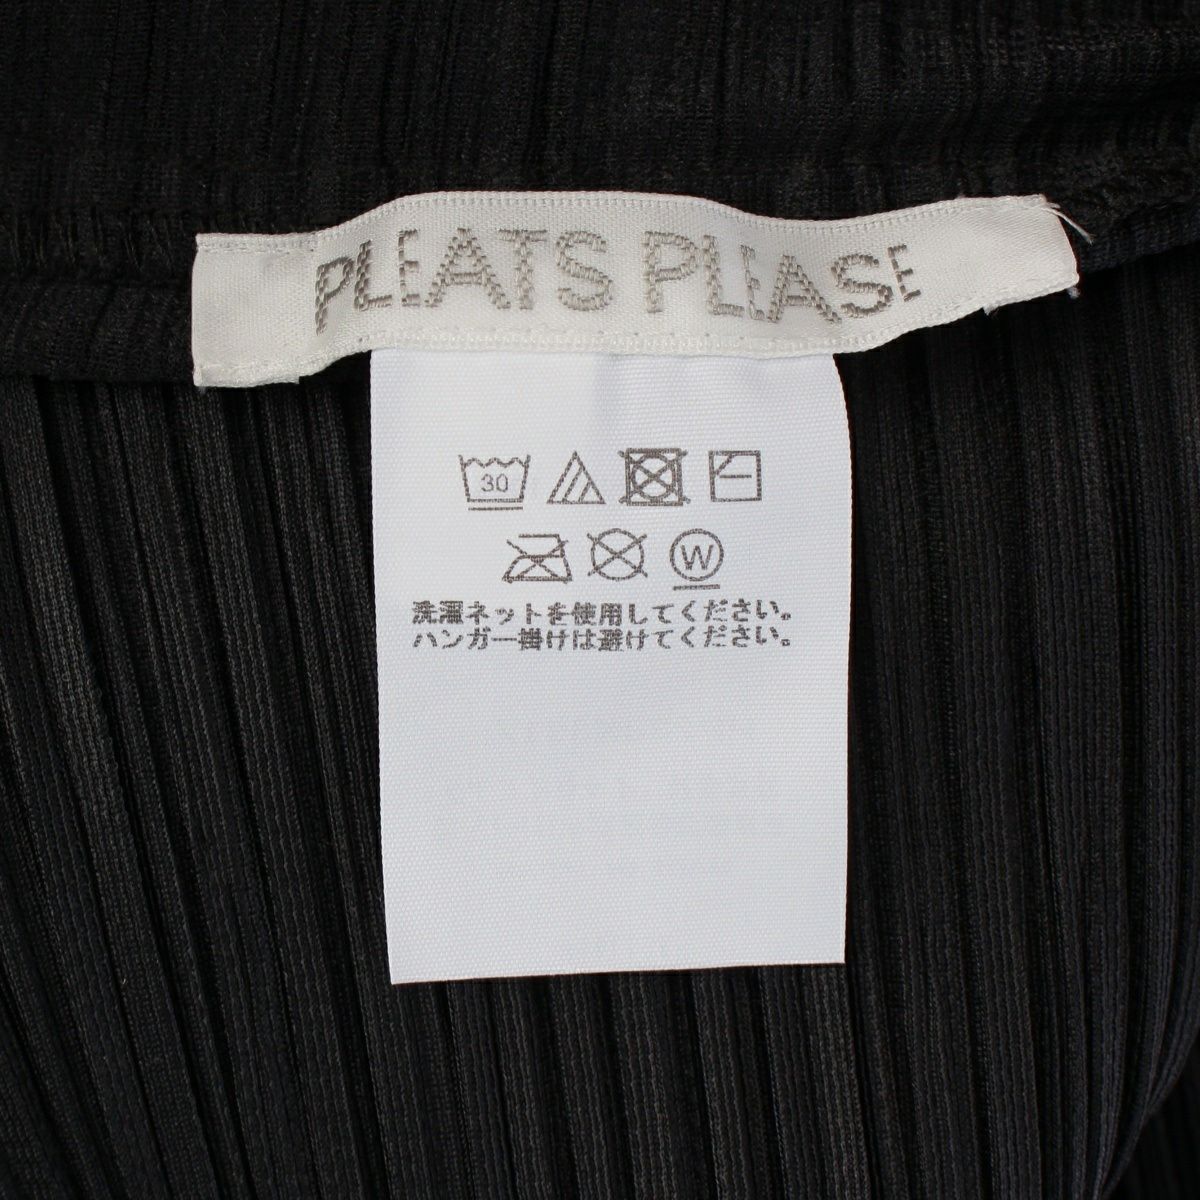 PLEATS PLEASE
30
W
洗濯ネットを使用してください。
ハンガー掛けは避けてください。